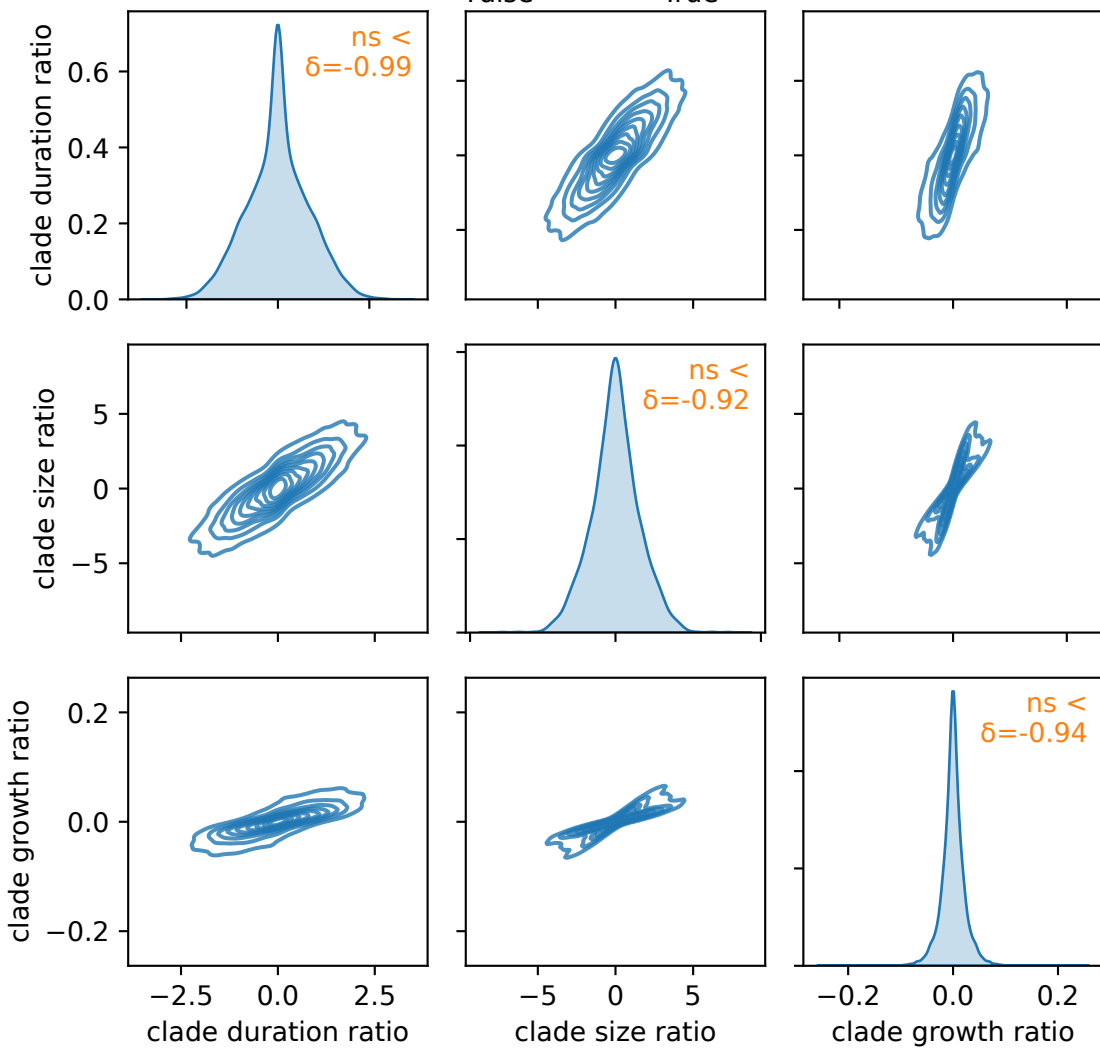 True
clade duration ratio
0.6
0.4
0.2
0.0
ns <
δ=-0.99
clade size ratio
5
0
−5
ns <
δ=-0.92
clade growth ratio
0.2
0.0
−0.2
ns <
δ=-0.94
−2.5 0.0 2.5
−5 0 5
−0.2 0.0 0.2
clade duration ratio
clade size ratio
clade growth ratio